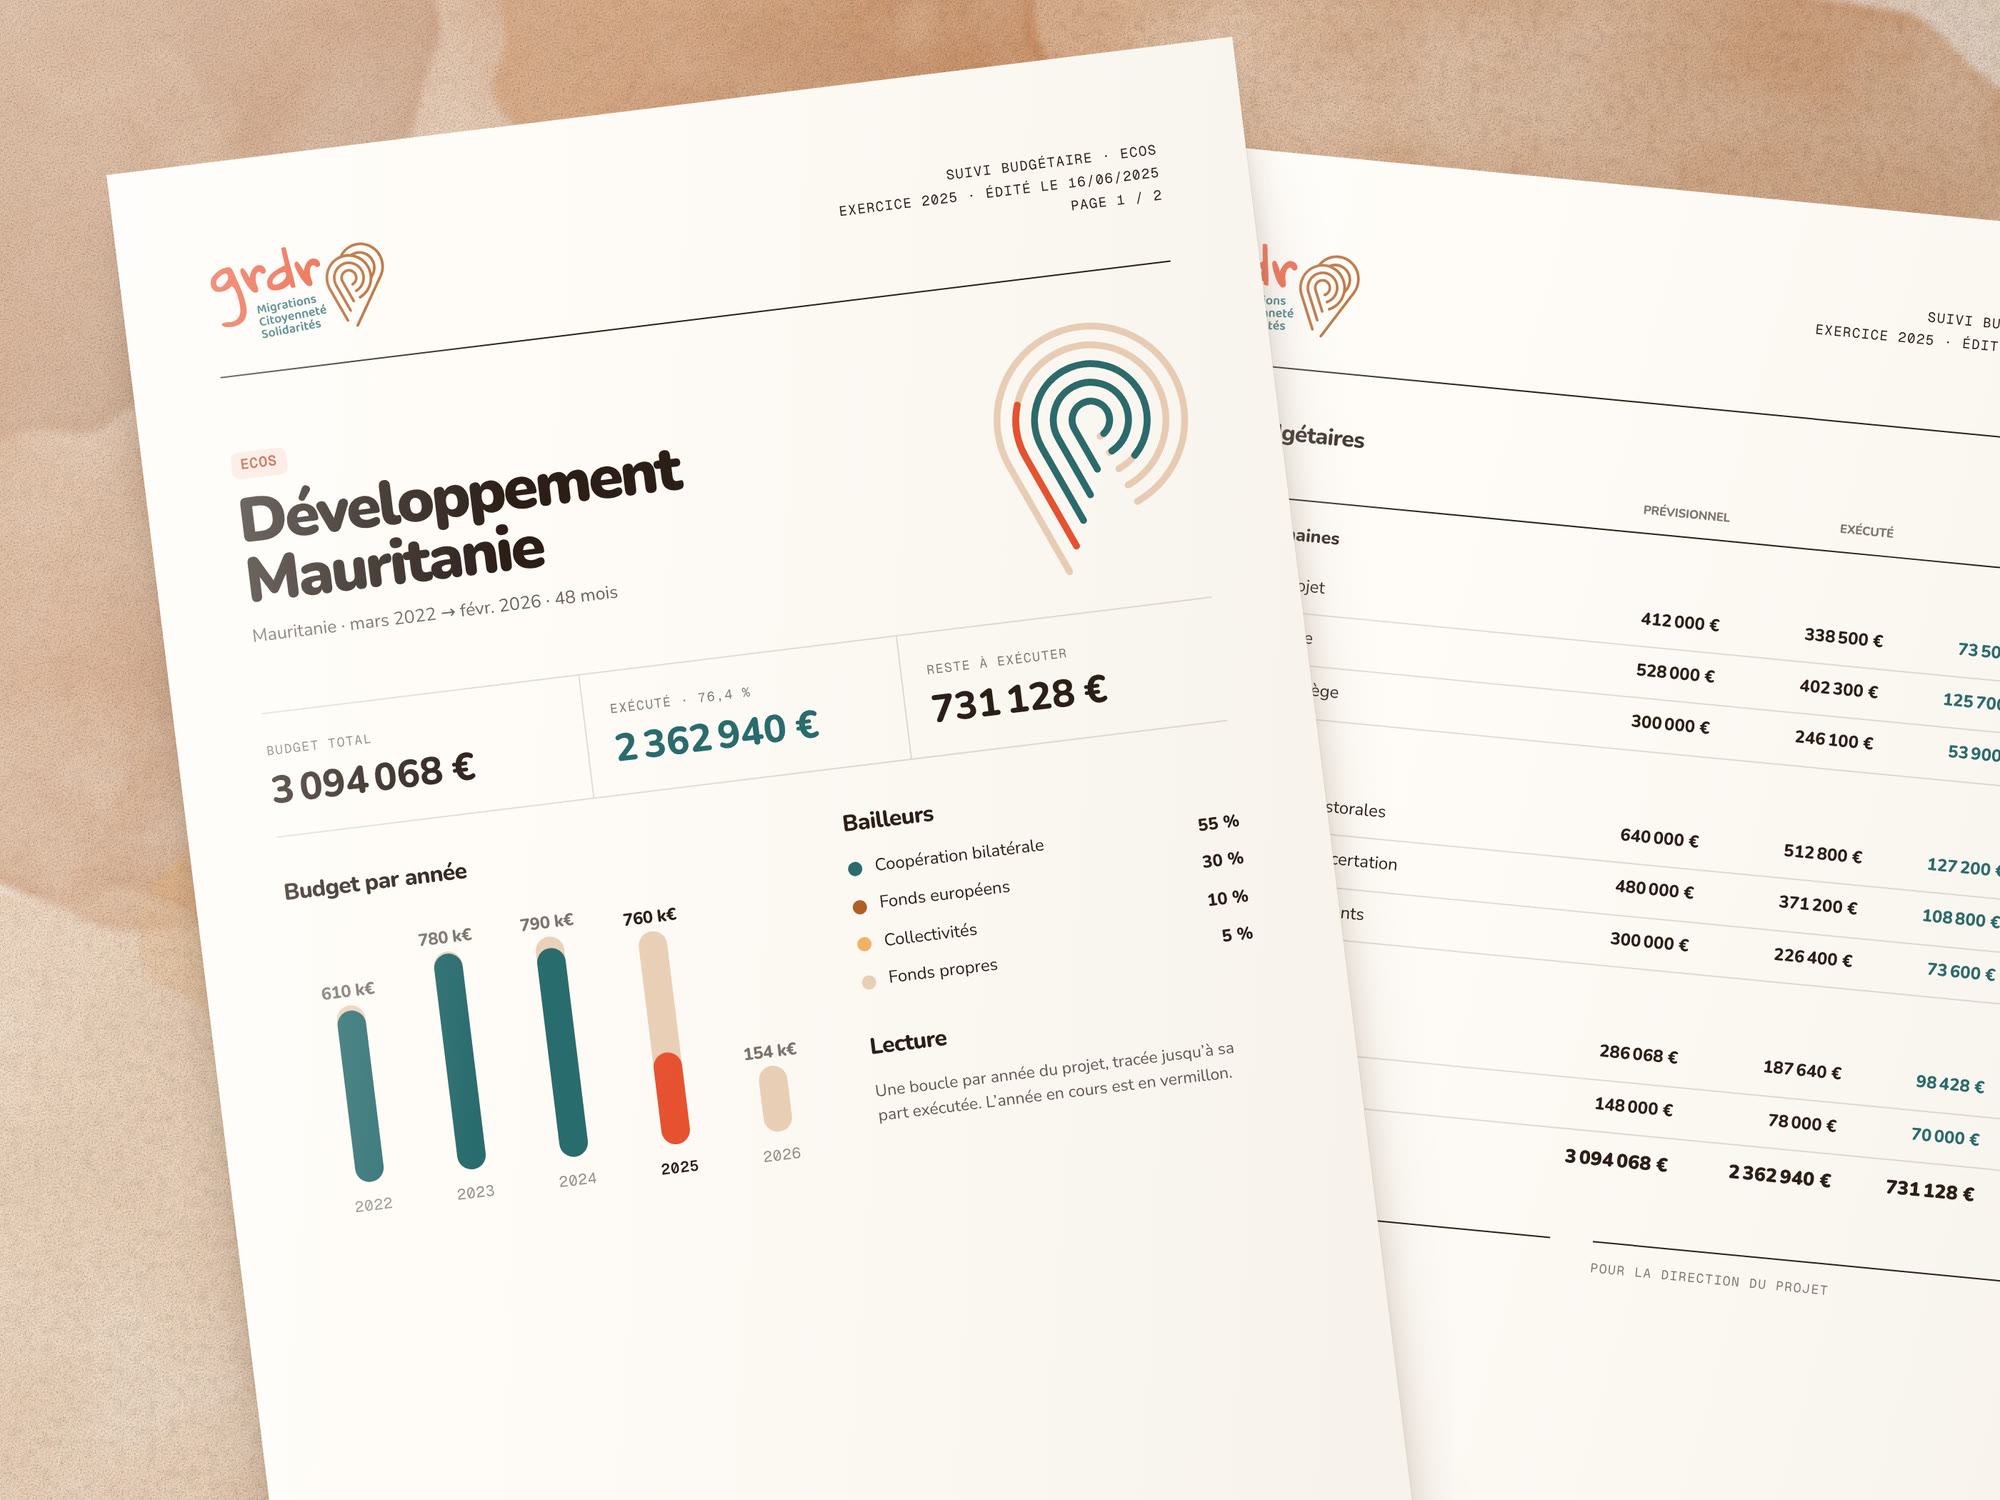 SUIVI BUDGÉTAIRE · ECOS
EXERCICE 2025 · ÉDITÉ LE 16/06/2025
PAGE 1 / 2
grdr
Migrations
Citoyenneté
Solidarités
ECOS
Développement
Mauritanie
Mauritanie · mars 2022 → févr. 2026 · 48 mois
BUDGET TOTAL
3 094 068 €
EXÉCUTÉ · 76,4 %
2 362 940 €
RESTE À EXÉCUTER
731 128 €
Budget par année
610 k€
780 k€
790 k€
760 k€
154 k€
2022
2023
2024
2025
2026
Bailleurs
Coopération bilatérale 55 %
Fonds européens 30 %
Collectivités 10 %
Fonds propres 5 %
Lecture
Une boucle par année du projet, tracée jusqu’à sa
part exécutée. L’année en cours est en vermillon.
dr
ions
nneté
tés
SUIVI BU
EXERCICE 2025 · ÉDIT
gétaires
PRÉVISIONNEL EXÉCUTÉ
aines
ojet
412 000 € 338 500 € 73 50
e
528 000 € 402 300 € 125 700
ège
300 000 € 246 100 € 53 900
storales
640 000 € 512 800 € 127 200 €
certation
480 000 € 371 200 € 108 800 €
nts
300 000 € 226 400 € 73 600 €
286 068 € 187 640 € 98 428 €
148 000 € 78 000 € 70 000 €
3 094 068 € 2 362 940 € 731 128 €
POUR LA DIRECTION DU PROJET